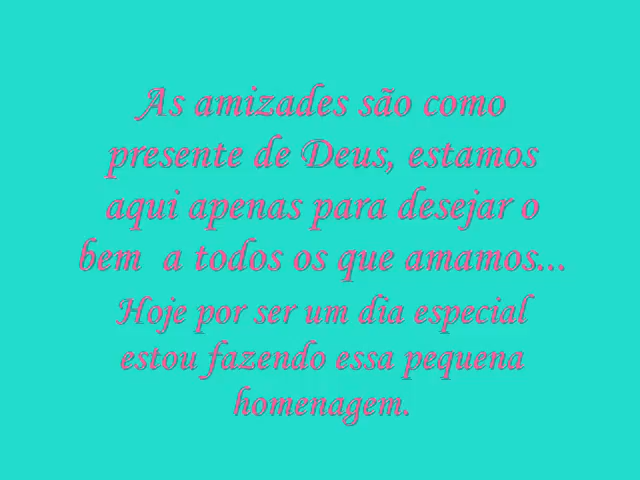 As amizades são como
presente de Deus, estamos
aqui apenas para desejar o
bem  a todos os que amamos...
Hoje por ser um dia especial
estou fazendo essa pequena
homenagem.